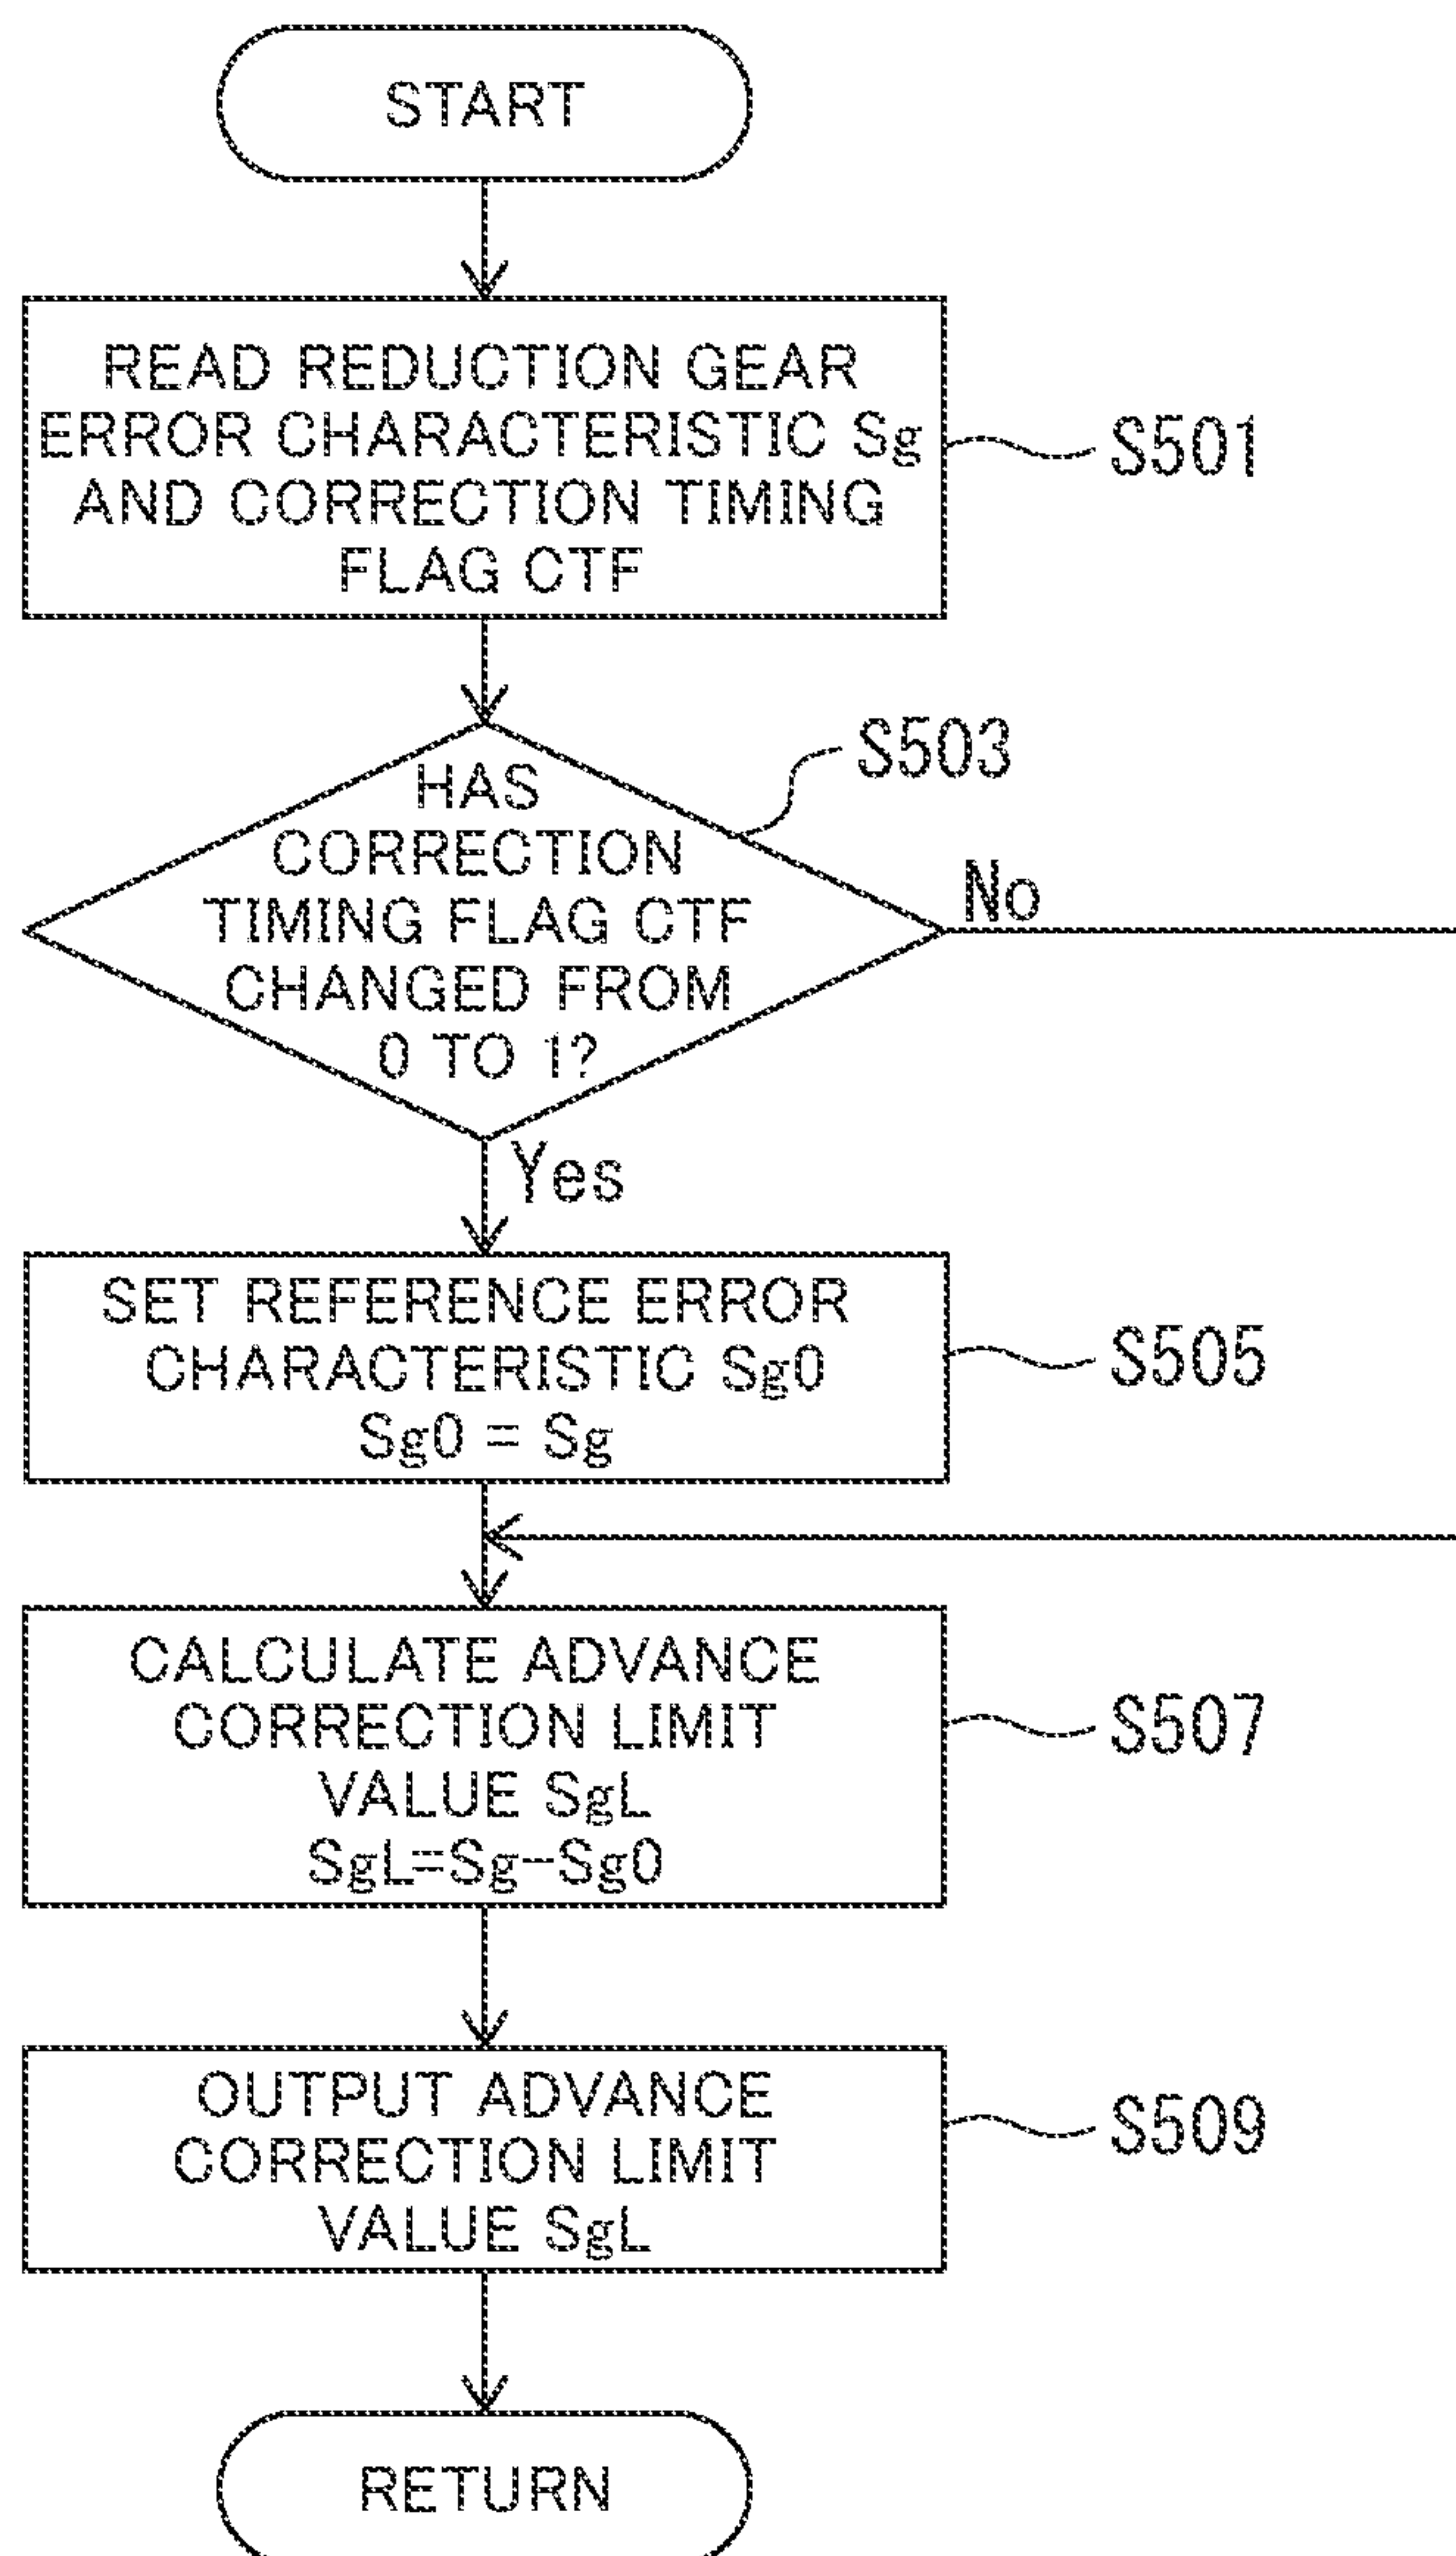 START
READ REDUCTION GEAR
ERROR CHARACTERISTIC Sg
AND CORRECTION TIMING
FLAG CTF
S501
S503
HAS
CORRECTION
TIMING FLAG CTF
CHANGED FROM
0 TO 1?
No
Yes
SET REFERENCE ERROR
CHARACTERISTIC Sg0
Sg0 = Sg
S505
CALCULATE ADVANCE
CORRECTION LIMIT
VALUE SgL
SgL=Sg-Sg0
S507
OUTPUT ADVANCE
CORRECTION LIMIT
VALUE SgL
S509
RETURN